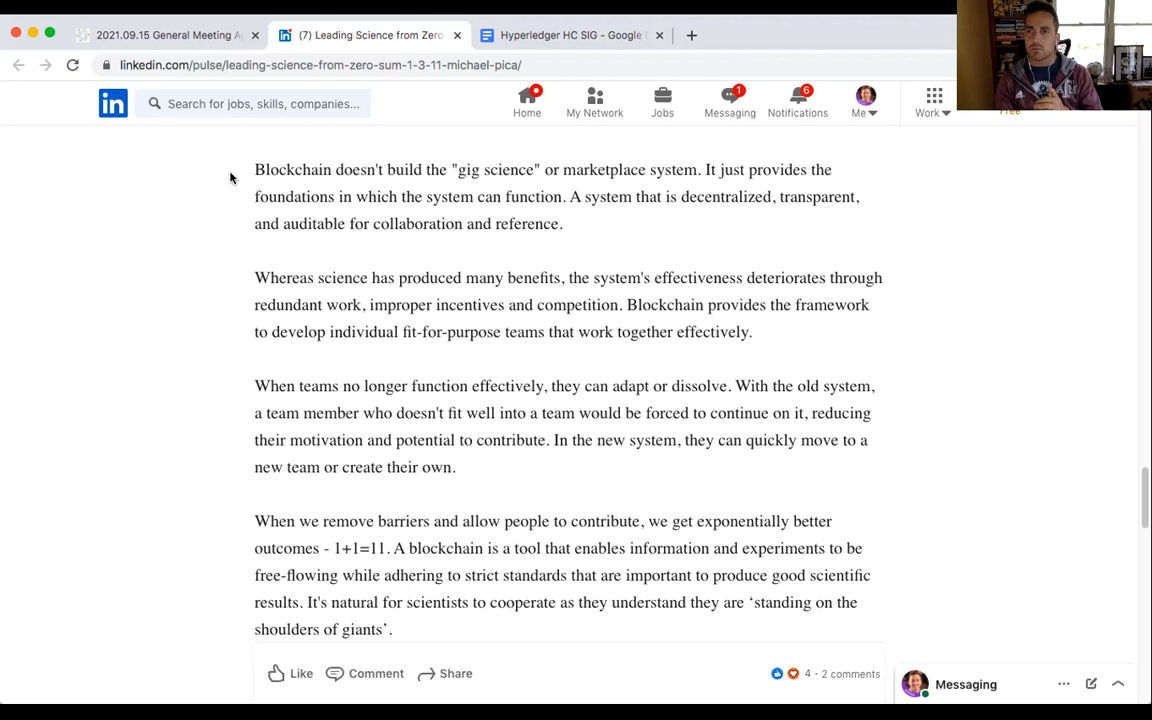 2021.09.15 General Meeting A
(7) Leading Science from Zero
Hyperledger HC SIG - Google
linkedin.com/pulse/leading-science-from-zero-sum-1-3-11-michael-pica/
in
Search for jobs, skills, companies...
Home
My Network
Jobs
1
Messaging
6
Notifications
Me
Work
Free
Blockchain doesn't build the "gig science" or marketplace system. It just provides the
foundations in which the system can function. A system that is decentralized, transparent,
and auditable for collaboration and reference.
Whereas science has produced many benefits, the system's effectiveness deteriorates through
redundant work, improper incentives and competition. Blockchain provides the framework
to develop individual fit-for-purpose teams that work together effectively.
When teams no longer function effectively, they can adapt or dissolve. With the old system,
a team member who doesn't fit well into a team would be forced to continue on it, reducing
their motivation and potential to contribute. In the new system, they can quickly move to a
new team or create their own.
When we remove barriers and allow people to contribute, we get exponentially better
outcomes - 1+1=11. A blockchain is a tool that enables information and experiments to be
free-flowing while adhering to strict standards that are important to produce good scientific
results. It's natural for scientists to cooperate as they understand they are ‘standing on the
shoulders of giants’.
Like
Comment
Share
4 · 2 comments
Messaging